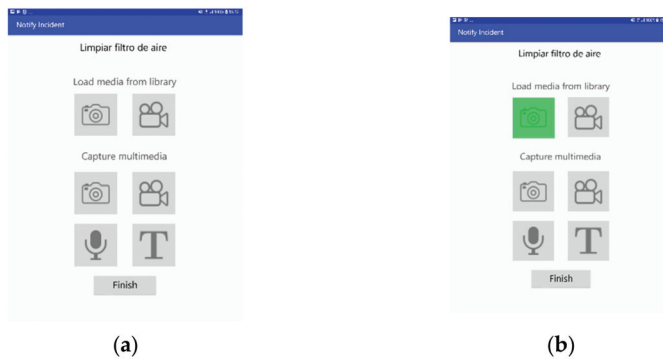 Notify Incident
Limpiar filtro de aire
Load media from library
Capture multimedia
T
Finish
(a)
Notify Incident
Limpiar filtro de aire
Load media from library
Capture multimedia
T
Finish
(b)